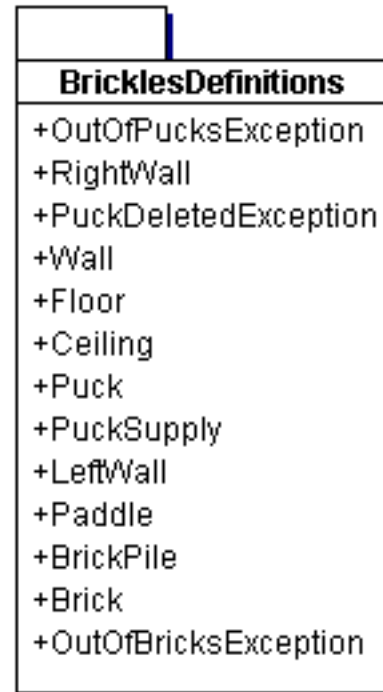 BricklesDefinitions
+OutOfPucksException
+RightWall
+PuckDeletedException
+Wall
+Floor
+Ceiling
+Puck
+PuckSupply
+LeftWall
+Paddle
+BrickPile
+Brick
+OutOfBricksException